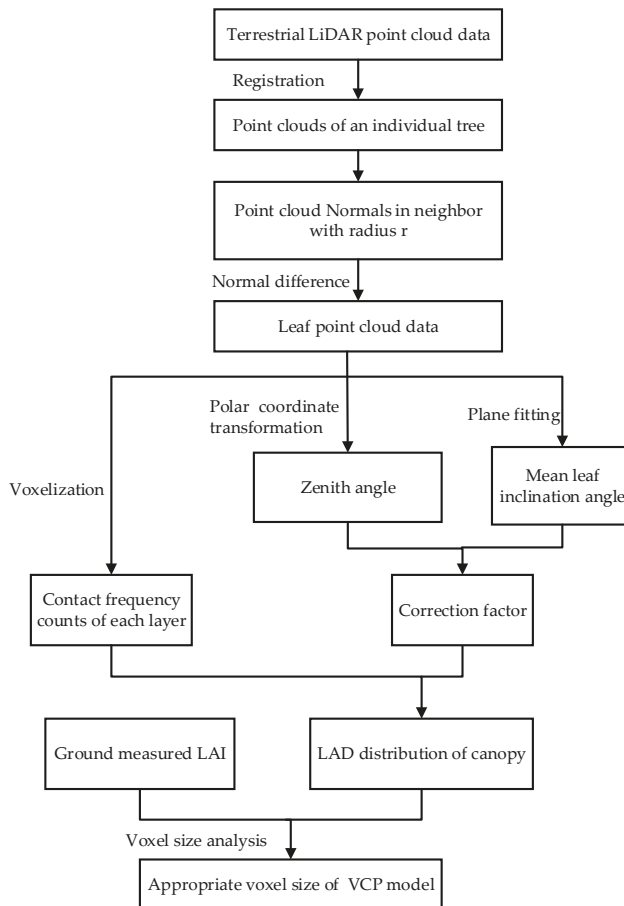 Terrestrial LiDAR point cloud data
Registration
Point clouds of an individual tree
Point cloud Normals in neighbor
with radius r
Normal difference
Leaf point cloud data
Polar coordinate
transformation
Plane fitting
Voxelization
Zenith angle
Mean leaf
inclination angle
Contact frequency
counts of each layer
Correction factor
Ground measured LAI
LAD distribution of canopy
Voxel size analysis
Appropriate voxel size of VCP model